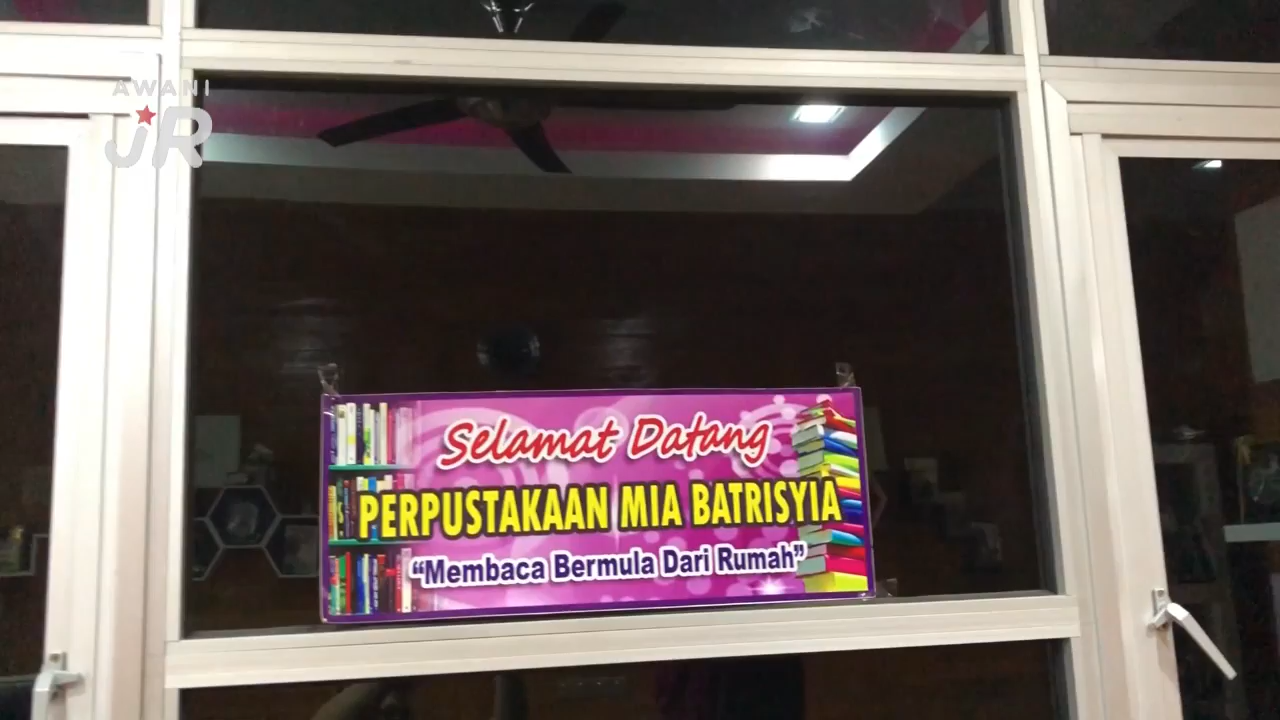 AWANI
JR
Selamat Datang
PERPUSTAKAAN MIA BATRISYIA
“Membaca Bermula Dari Rumah”